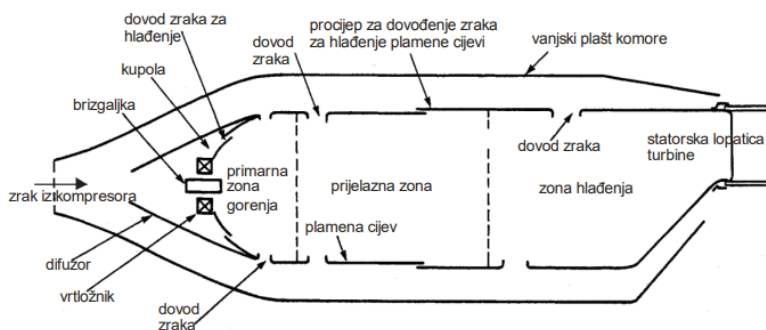 dovod zraka za
hlađenje
kupola
brizgaljka
dovod
zraka
procijep za dovođenje zraka
za hlađenje plamene cijevi
vanjski plašt komore
zrak iz kompresora
primarna
zona
gorenja
prijelazna zona
dovod zraka
zona hlađenja
statorska lopatica
turbine
plamena cijev
difuzor
vrtložnik
dovod
zraka